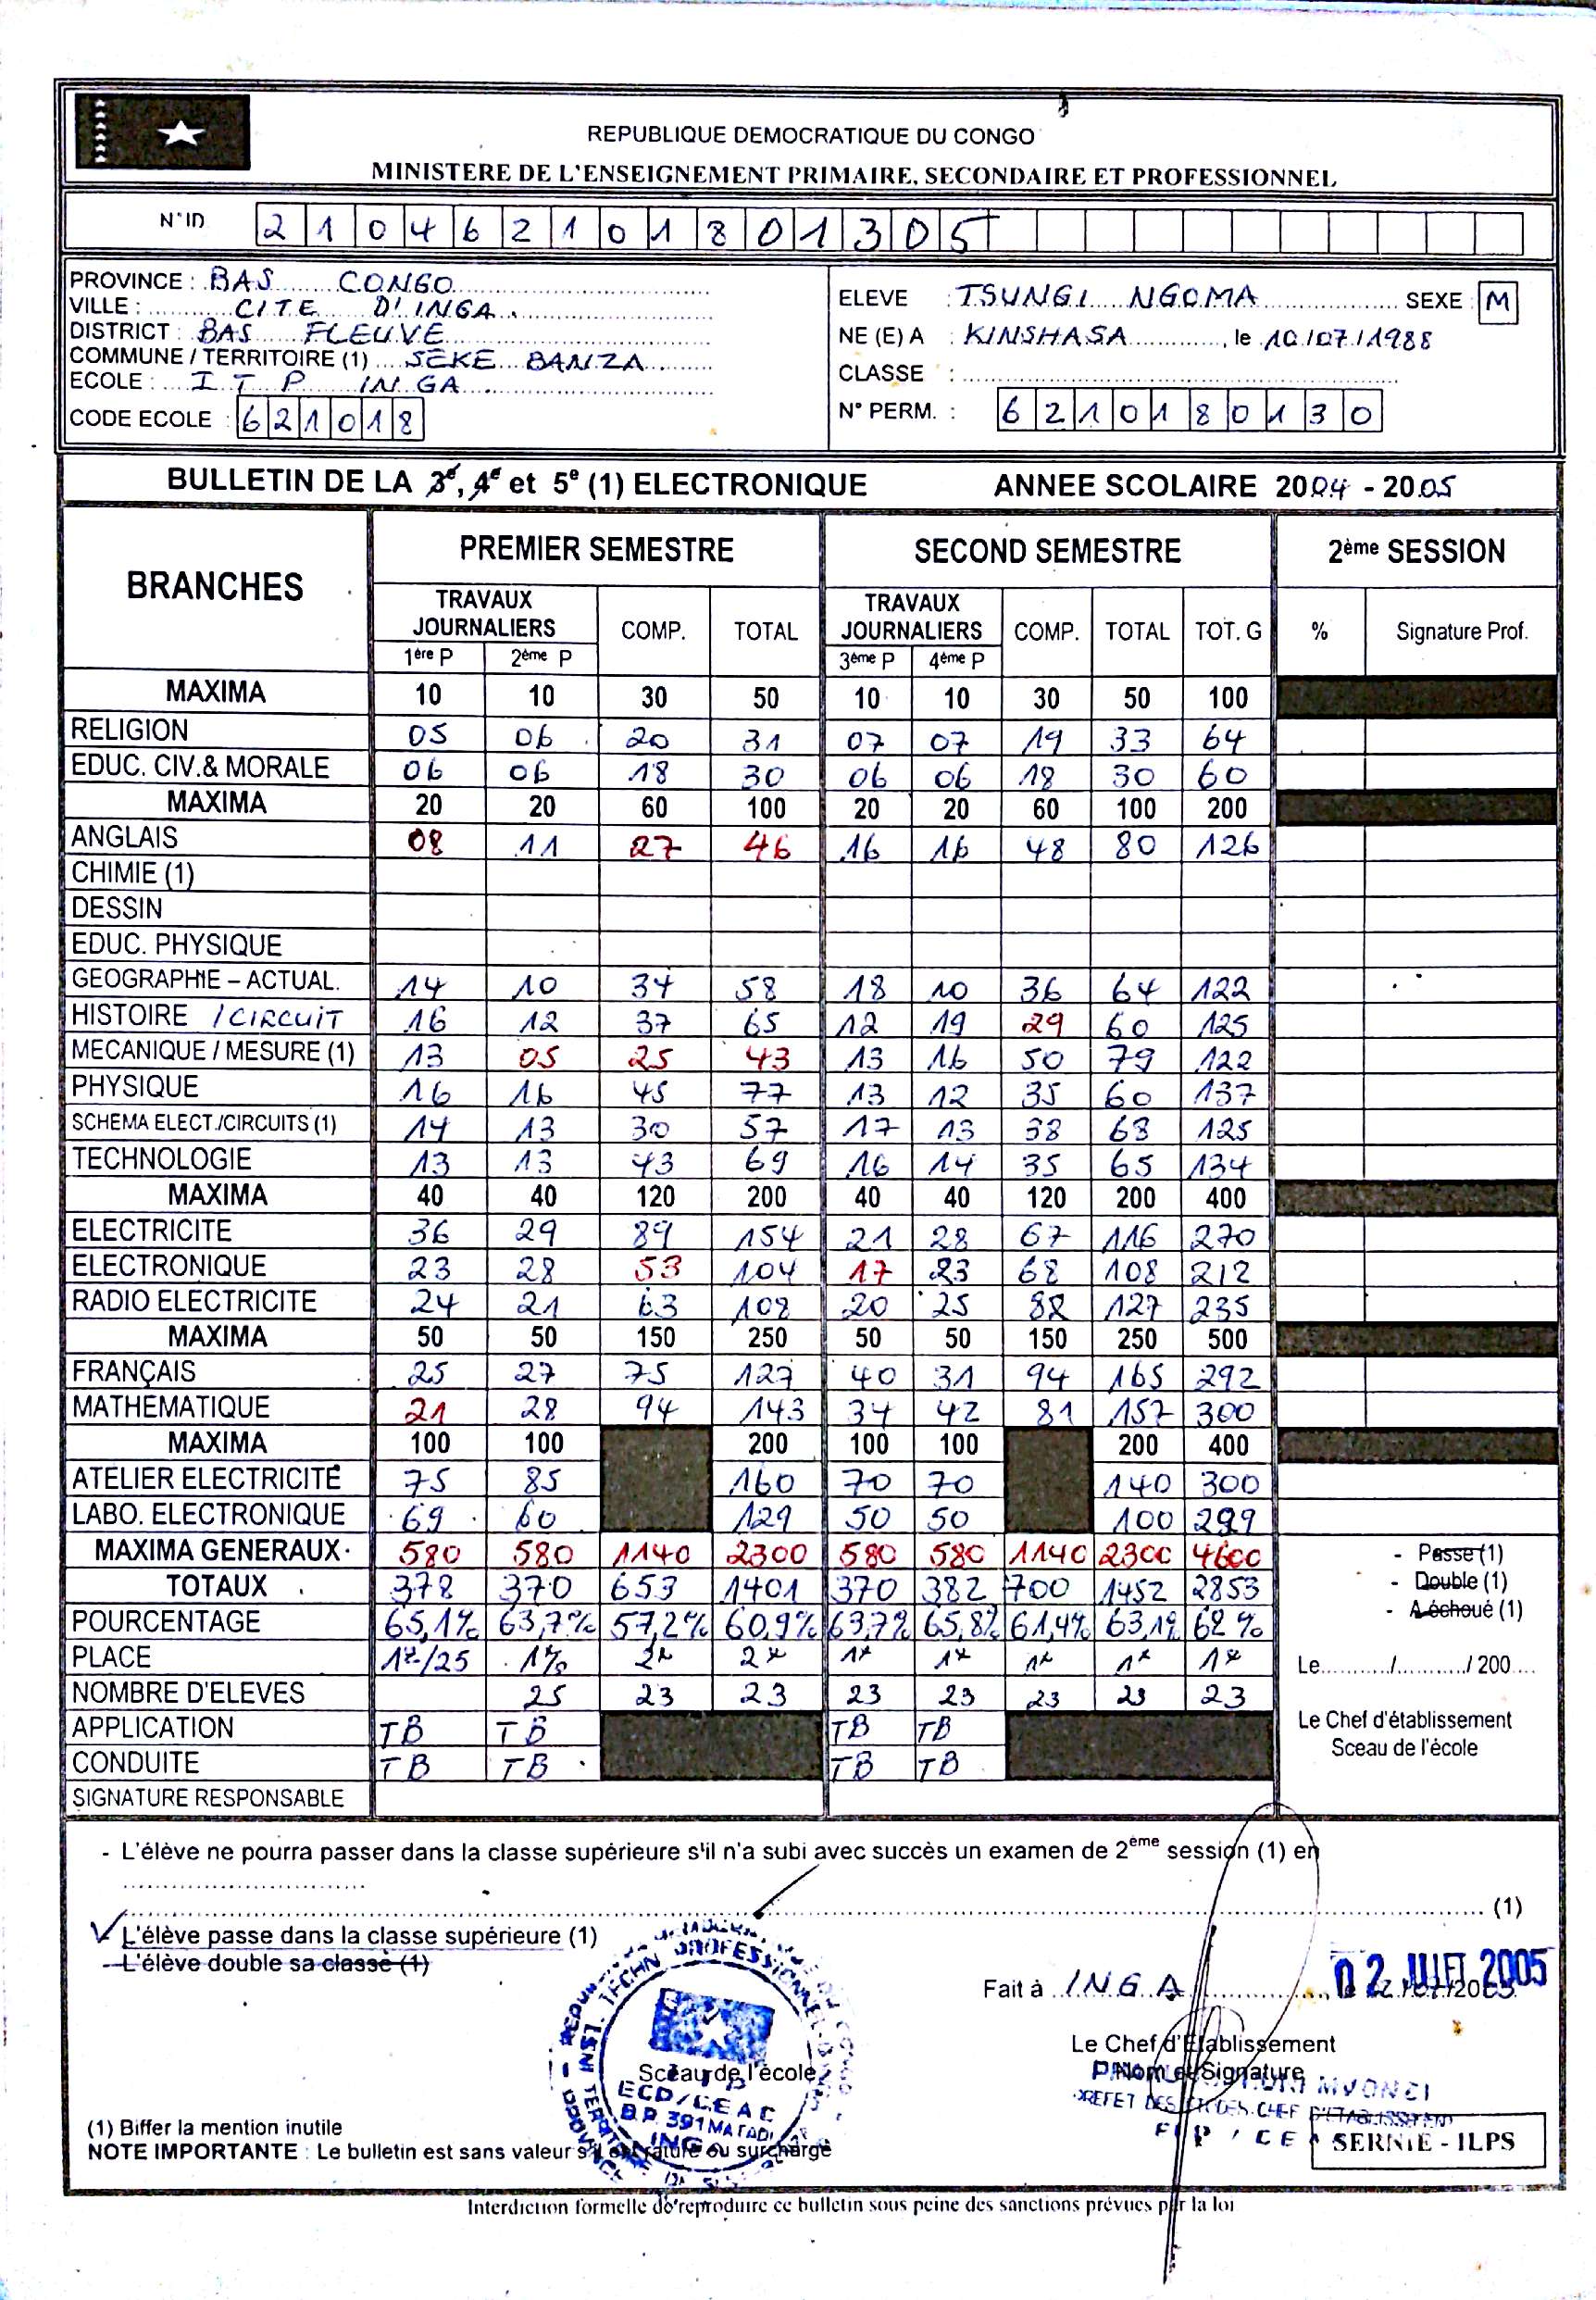 REPUBLIQUE DEMOCRATIQUE DU CONGO
MINISTERE DE L'ENSEIGNEMENT PRIMAIRE, SECONDAIRE ET PROFESSIONNEL
N°ID 2 1 0 4 6 2 1 0 1 8 0 1 3 0 5
PROVINCE : BAS CONGO
VILLE : CITE D'INGA
DISTRICT : BAS FLEUVE
COMMUNE / TERRITOIRE (1) SEKE BANZA
ECOLE : I T P INGA
CODE ECOLE : 6 2 1 0 1 8
ELEVE : TSUNGI NGOMA SEXE M
NE (E) A : KINSHASA, le 10/07/1988
CLASSE :
N° PERM. : 6 2 1 0 1 8 0 1 3 0
BULLETIN DE LA 3e, 4e et 5e (1) ELECTRONIQUE ANNEE SCOLAIRE 2004 - 2005
BRANCHES PREMIER SEMESTRE SECOND SEMESTRE 2ème SESSION
TRAVAUX JOURNALIERS COMP. TOTAL TRAVAUX JOURNALIERS COMP. TOTAL TOT. G % Signature Prof.
1ère P 2ème P 3ème P 4ème P
MAXIMA 10 10 30 50 10 10 30 50 100
RELIGION 05 06 20 31 07 07 19 33 64
EDUC. CIV.& MORALE 06 06 18 30 06 06 18 30 60
MAXIMA 20 20 60 100 20 20 60 100 200
ANGLAIS 08 11 27 46 16 16 48 80 126
CHIMIE (1)
DESSIN
EDUC. PHYSIQUE
GEOGRAPHIE – ACTUAL. 14 10 34 58 18 10 36 64 122
HISTOIRE / CIRCUIT 16 12 37 65 12 19 29 60 125
MECANIQUE / MESURE (1) 13 05 25 43 13 16 50 79 122
PHYSIQUE 16 16 45 77 13 12 35 60 137
SCHEMA ELECT./CIRCUITS (1) 14 13 30 57 17 13 38 68 125
TECHNOLOGIE 13 13 43 69 16 14 35 65 134
MAXIMA 40 40 120 200 40 40 120 200 400
ELECTRICITE 36 29 89 154 21 28 67 116 270
ELECTRONIQUE 23 28 53 104 17 23 68 108 212
RADIO ELECTRICITE 24 21 63 108 20 25 82 127 235
MAXIMA 50 50 150 250 50 50 150 250 500
FRANÇAIS 25 27 75 127 40 31 94 165 292
MATHEMATIQUE 21 28 94 143 34 42 81 157 300
MAXIMA 100 100 200 100 100 200 400
ATELIER ELECTRICITE 75 85 160 70 70 140 300
LABO. ELECTRONIQUE 69 60 129 50 50 100 229
MAXIMA GENERAUX 580 580 1140 2300 580 580 1140 2300 4600
TOTAUX 378 370 653 1401 370 382 700 1452 2853
POURCENTAGE 65,1% 63,7% 57,2% 60,9% 63,7% 65,8% 61,4% 63,1% 62%
PLACE 1e/25 1e 2e 2e 1e 1e 1e 1e 1e
NOMBRE D'ELEVES 25 23 23 23 23 23 23 23
APPLICATION TB TB TB TB
CONDUITE TB TB TB TB
SIGNATURE RESPONSABLE
- Passe (1)
- Double (1)
- A échoué (1)
Le ......../......../ 200
Le Chef d'établissement
Sceau de l'école
- L'élève ne pourra passer dans la classe supérieure s'il n'a subi avec succès un examen de 2ème session (1) en
(1)
L'élève passe dans la classe supérieure (1)
- L'élève double sa classe (1)
Fait à INGA, le 02 JUILET 2005
Le Chef d'Etablissement
Nom et Signature
PREFET DES ETUDES CHEF D'ETABLISSEMENT
INST. TECHN PROFESSIONNEL
Sceau de l'école
ECD/CEAC
B.P. 391 MATADI
INGA
(1) Biffer la mention inutile
NOTE IMPORTANTE : Le bulletin est sans valeur s'il est raturé ou surchargé
SERNIE - ILPS
Interdiction formelle de reproduire ce bulletin sous peine des sanctions prévues par la loi